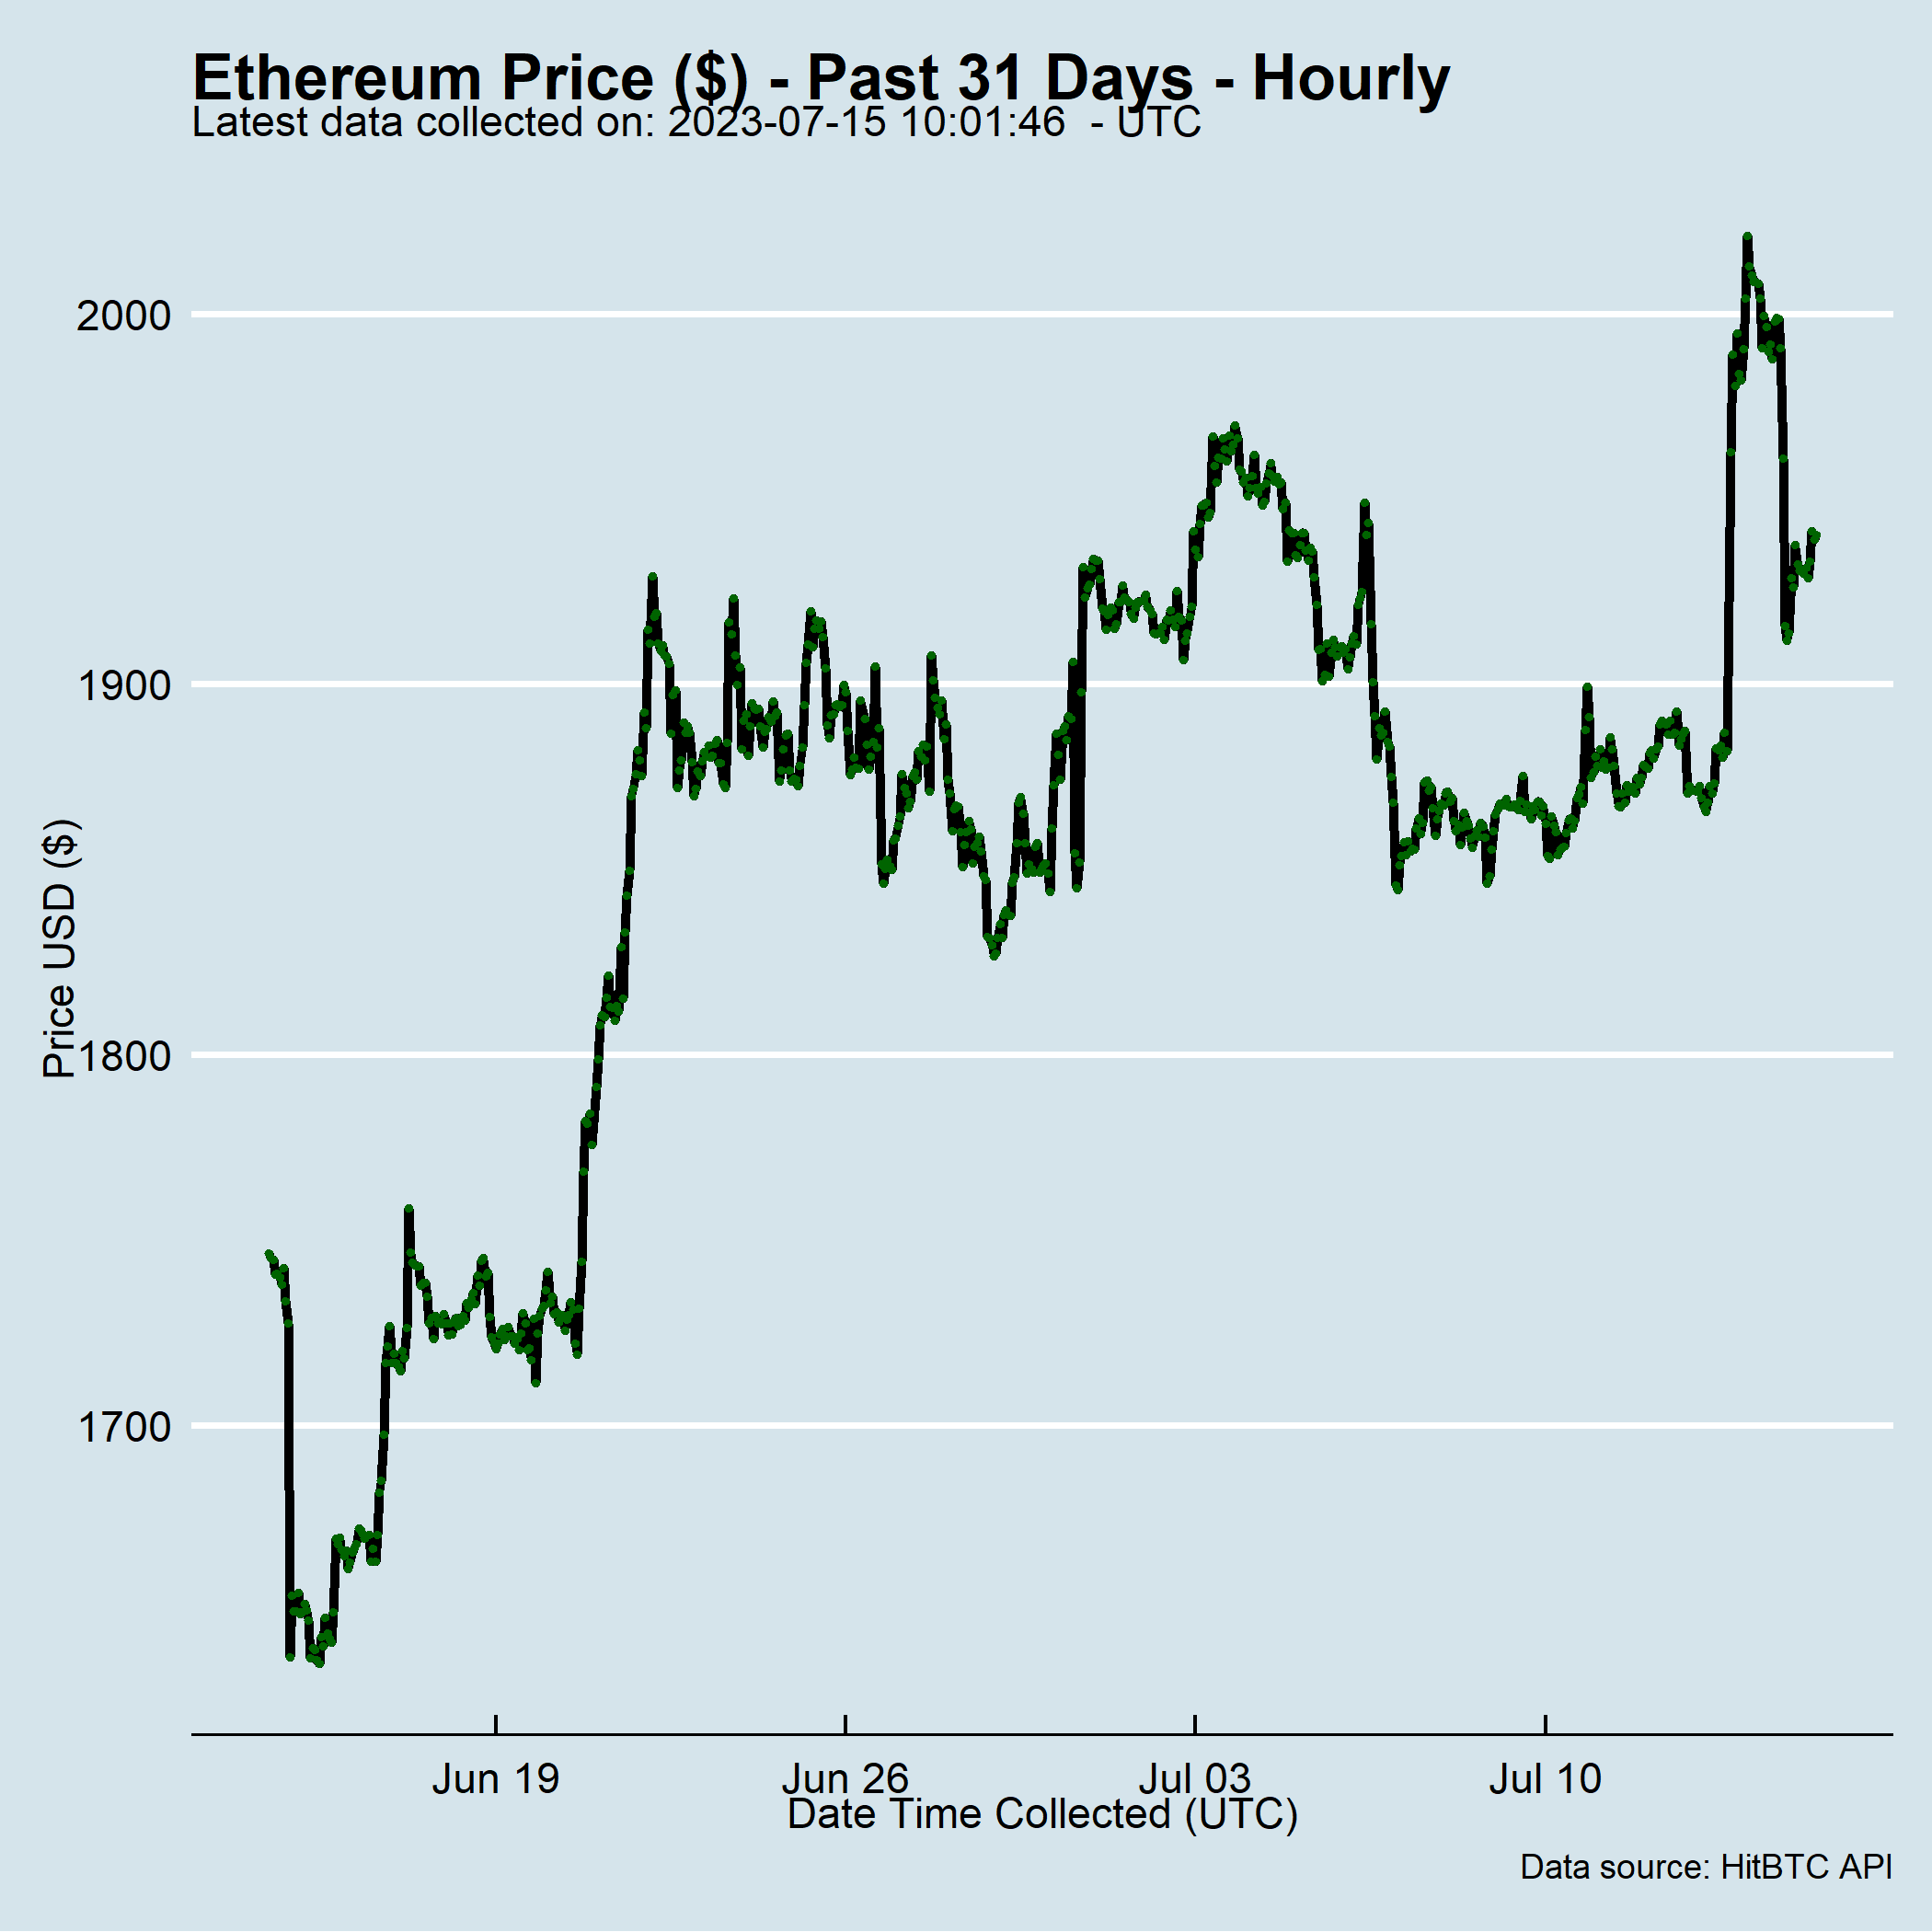 Ethereum Price ($) - Past 31 Days - Hourly
Latest data collected on: 2023-07-15 10:01:46  - UTC
2000
1900
1800
1700
Price USD ($)
Jun 19
Jun 26
Jul 03
Jul 10
Date Time Collected (UTC)
Data source: HitBTC API